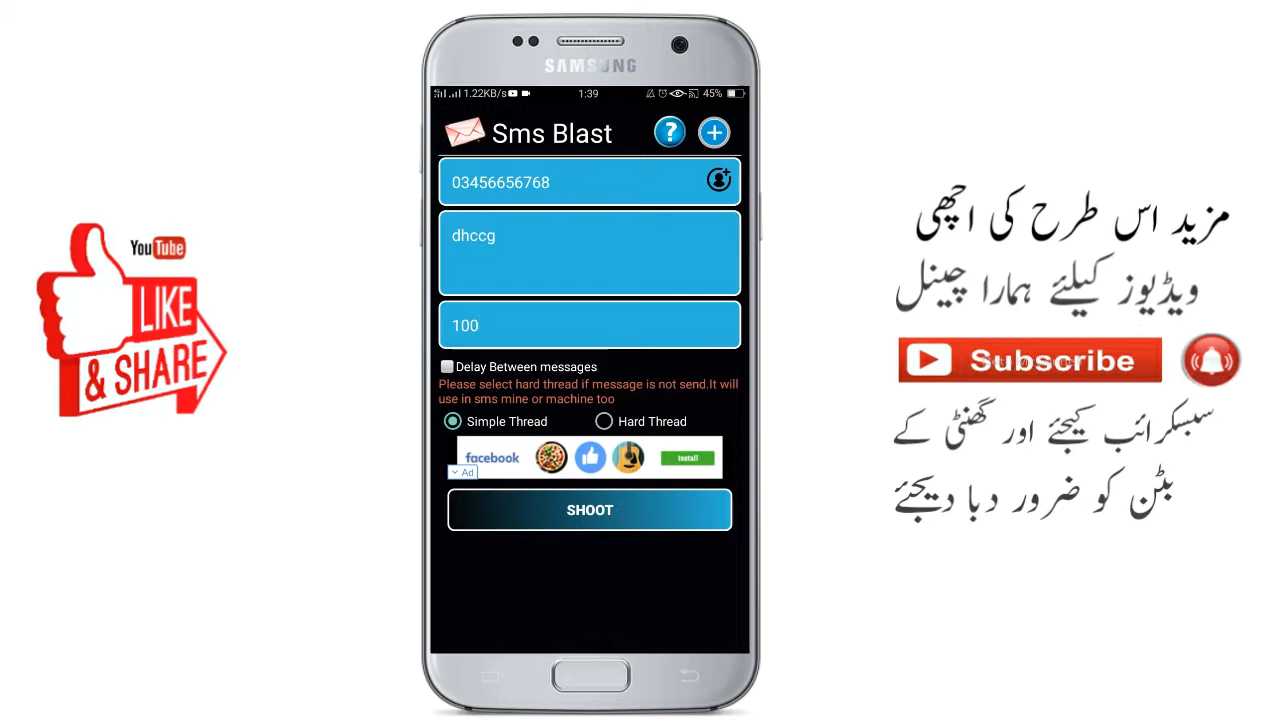 SAMSUNG
1.22KB/s 1:39 45%
Sms Blast ? +
03456656768
dhccg
100
Delay Between messages
Please select hard thread if message is not send.It will
use in sms mine or machine too
Simple Thread Hard Thread
facebook Install
Ad
SHOOT
YouTube
LIKE
& SHARE
مزید اس طرح کی اچھی
ویڈیوز کیلئے ہمارا چینل
Subscribe
سبسکرائب کیجئے اور گھنٹی کے
بٹن کو ضرور دبا دیجئے